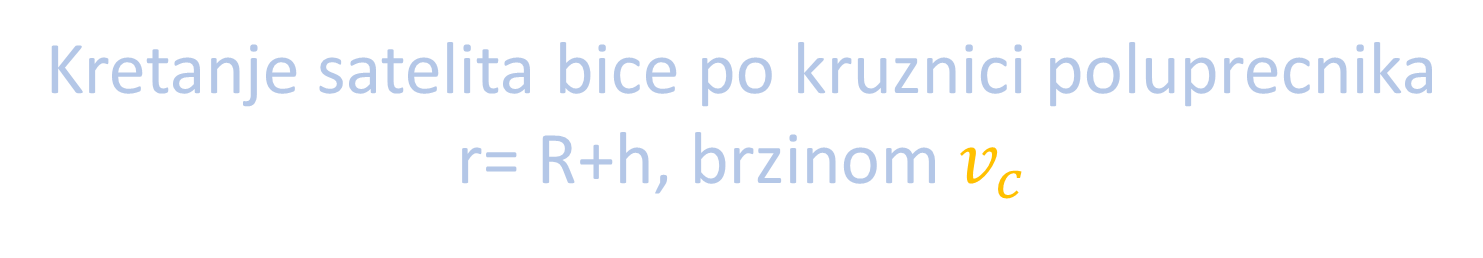 Kretanje satelita bice po kruznici poluprecnika
r= R+h, brzinom $v_c$